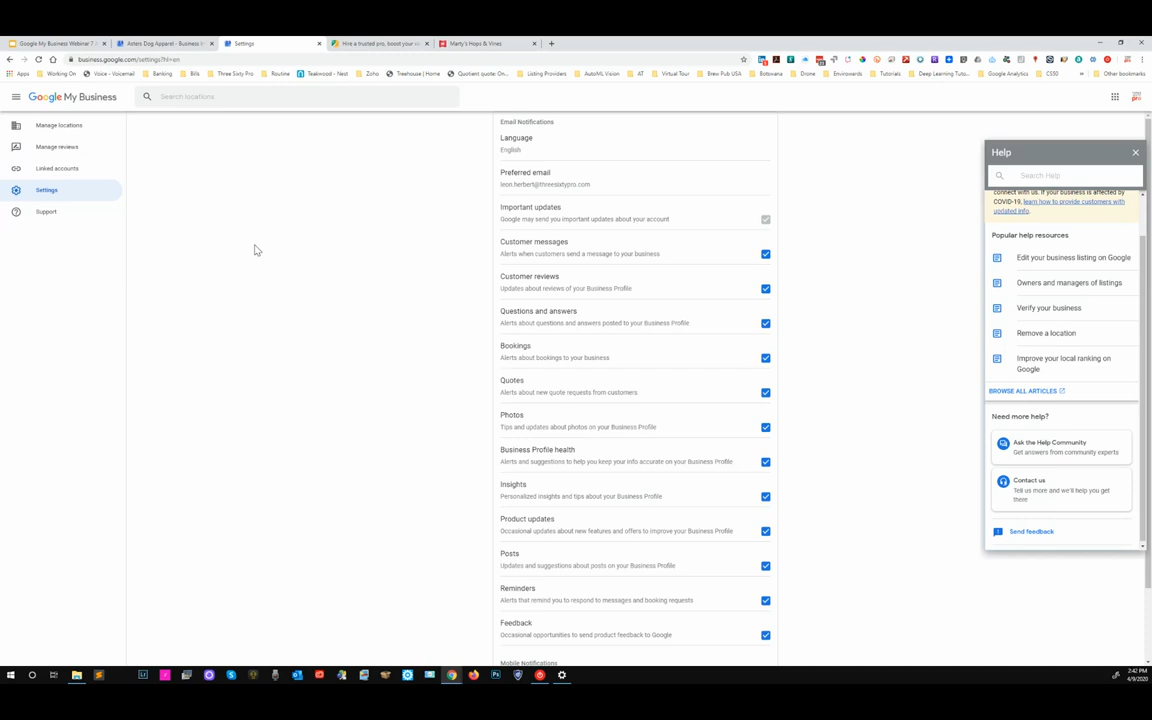 Google My Business Webinar ? A
Asters Dog Apparel - Business In
Settings
Hire a trusted pro, boost your w
Marty's Hops & Vines
business.google.com/settings?hl=en
Apps
Working On
Voice - Voicemail
Banking
Bills
Three Sixty Pro
Routine
Teakwood - Nest
Zoho
Treehouse | Home
Quotient quote: On...
Listing Providers
AutoML Vision
AT
Virtual Tour
Brew Pub USA
Botswana
Drone
Envirowards
Tutorials
Deep Learning Tuto...
Google Analytics
CS50
»
Other bookmarks
Google My Business
Search locations
Manage locations
Manage reviews
Linked accounts
Settings
Support
Email Notifications
Language
English
Preferred email
leon.herbert@threesixtypro.com
Important updates
Google may send you important updates about your account
Customer messages
Alerts when customers send a message to your business
Customer reviews
Updates about reviews of your Business Profile
Questions and answers
Alerts about questions and answers posted to your Business Profile
Bookings
Alerts about bookings to your business
Quotes
Alerts about new quote requests from customers
Photos
Tips and updates about photos on your Business Profile
Business Profile health
Alerts and suggestions to help you keep your info accurate on your Business Profile
Insights
Personalized insights and tips about your Business Profile
Product updates
Occasional updates about new features and offers to improve your Business Profile
Posts
Updates and suggestions about posts on your Business Profile
Reminders
Alerts that remind you to respond to messages and booking requests
Feedback
Occasional opportunities to send product feedback to Google
Mobile Notifications
Help
Search Help
connect with us. If your business is affected by
COVID-19, learn how to provide customers with
updated info.
Popular help resources
Edit your business listing on Google
Owners and managers of listings
Verify your business
Remove a location
Improve your local ranking on
Google
BROWSE ALL ARTICLES
Need more help?
Ask the Help Community
Get answers from community experts
Contact us
Tell us more and we'll help you get
there
Send feedback
2:42 PM
4/9/2020